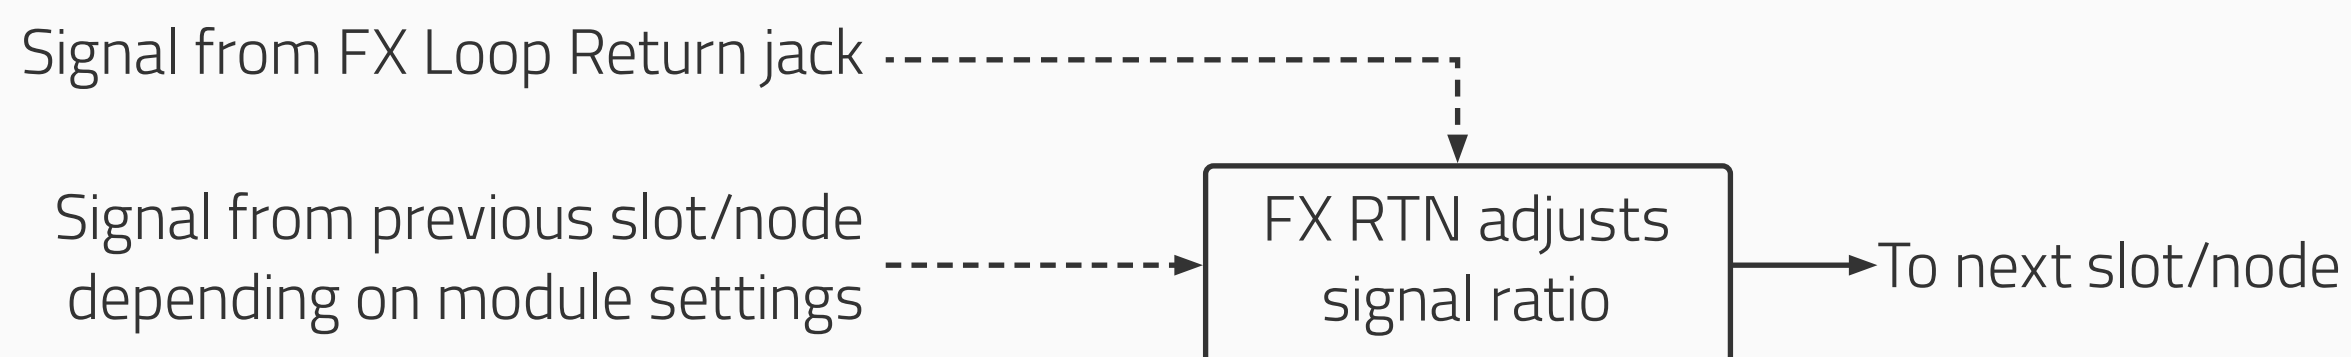 Signal from FX Loop Return jack
Signal from previous slot/node
depending on module settings
FX RTN adjusts
signal ratio
To next slot/node